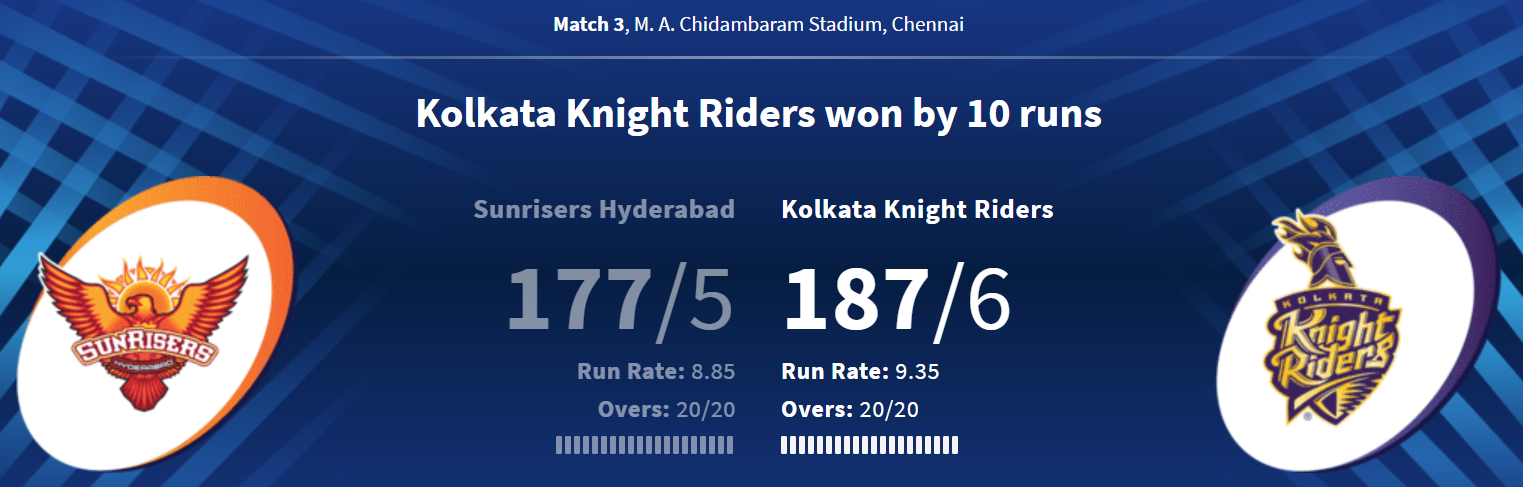 Match 3, M. A. Chidambaram Stadium, Chennai
Kolkata Knight Riders won by 10 runs
Sunrisers Hyderabad
177/5
Run Rate: 8.85
Overs: 20/20
Kolkata Knight Riders
187/6
Run Rate: 9.35
Overs: 20/20
SUNRISERS
HYDERABAD
KOLKATA
Knight
Riders
®